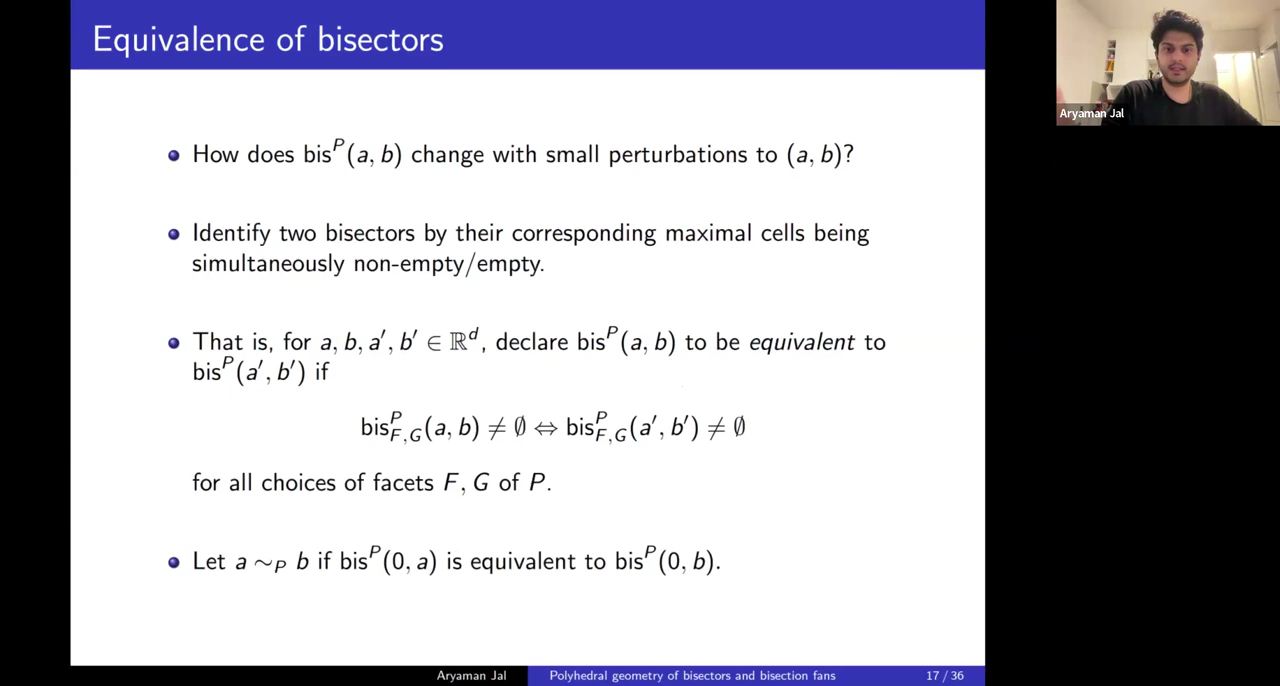 Equivalence of bisectors
How does bis^P(a, b) change with small perturbations to (a, b)?
Identify two bisectors by their corresponding maximal cells being
simultaneously non-empty/empty.
That is, for a, b, a′, b′ ∈ ℝ^d, declare bis^P(a, b) to be equivalent to
bis^P(a′, b′) if
bis^P_{F,G}(a, b) ≠ ∅ ⇔ bis^P_{F,G}(a′, b′) ≠ ∅
for all choices of facets F, G of P.
Let a ∼_P b if bis^P(0, a) is equivalent to bis^P(0, b).
Aryaman Jal
Polyhedral geometry of bisectors and bisection fans
17 / 36
Aryaman Jal